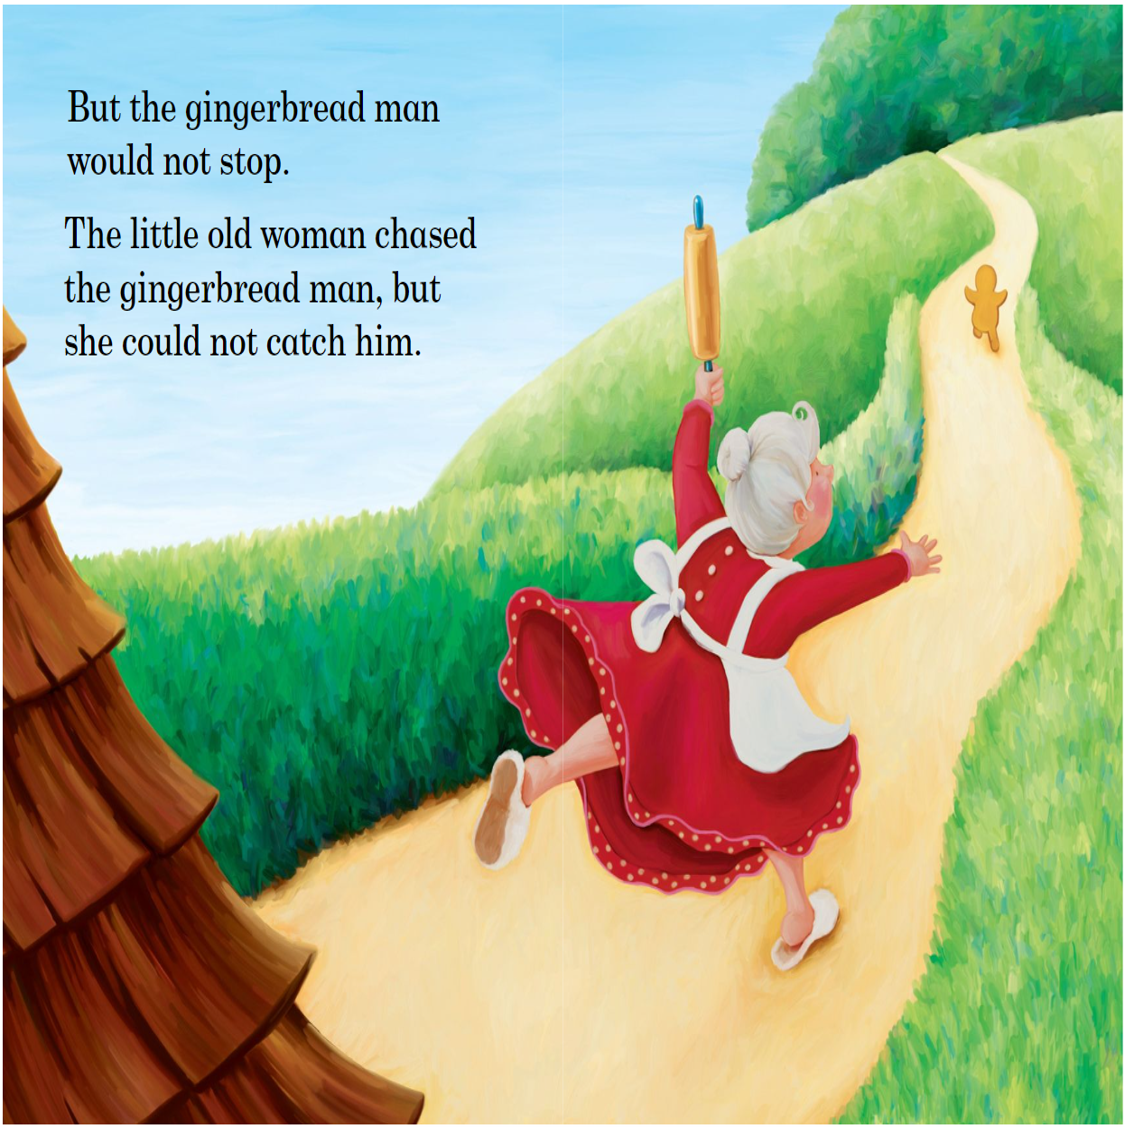 But the gingerbread man
would not stop.
The little old woman chased
the gingerbread man, but
she could not catch him.